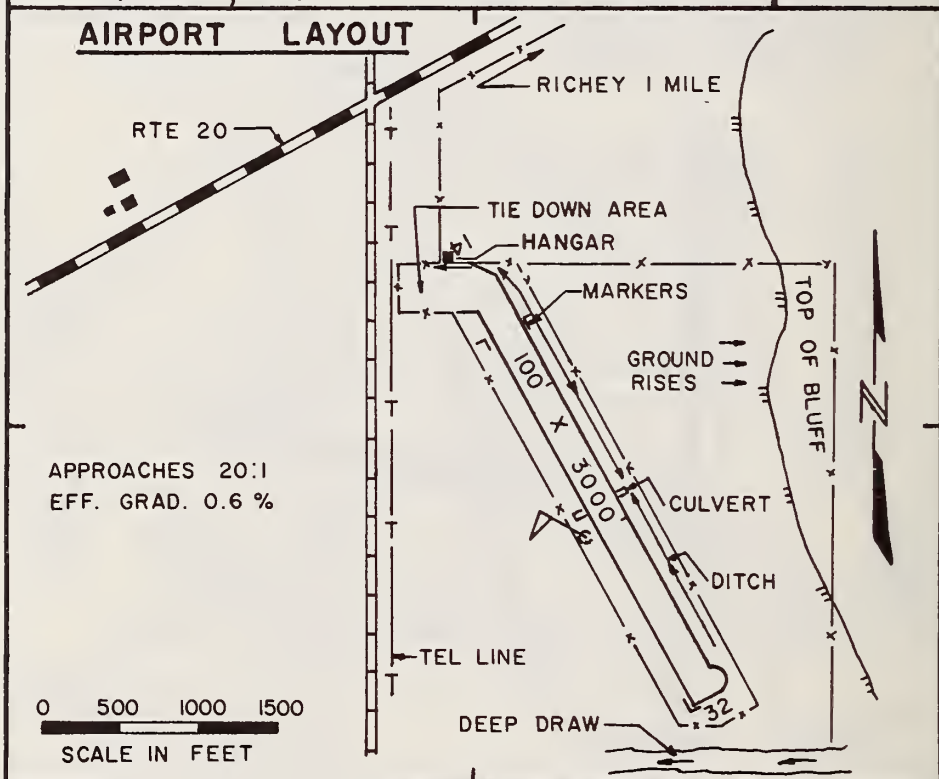 AIRPORT LAYOUT
RICHEY 1 MILE
RTE 20
TIE DOWN AREA
HANGAR
14
MARKERS
TOP OF BLUFF
GROUND
RISES
100' X 3000'
N
APPROACHES 20:1
EFF. GRAD. 0.6 %
CULVERT
DITCH
TEL LINE
T
T
T
T
T
0 500 1000 1500
SCALE IN FEET
32
DEEP DRAW